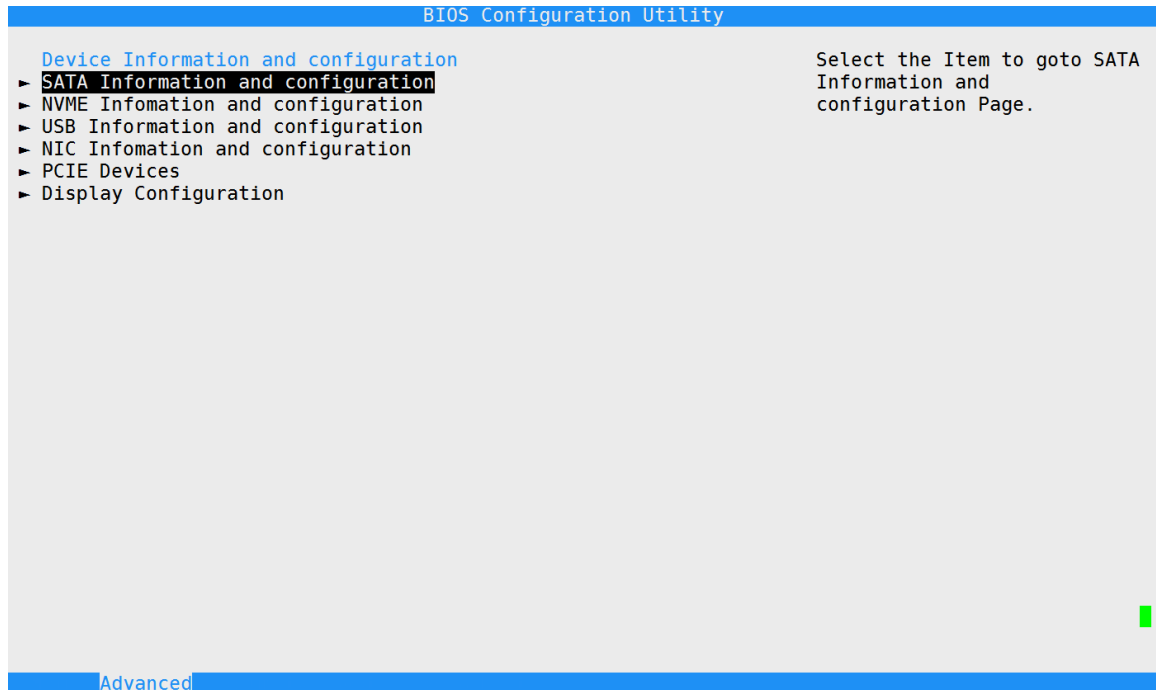 BIOS Configuration Utility
Device Information and configuration
► SATA Information and configuration
► NVME Infomation and configuration
► USB Information and configuration
► NIC Infomation and configuration
► PCIE Devices
► Display Configuration
Select the Item to goto SATA
Information and
configuration Page.
Advanced